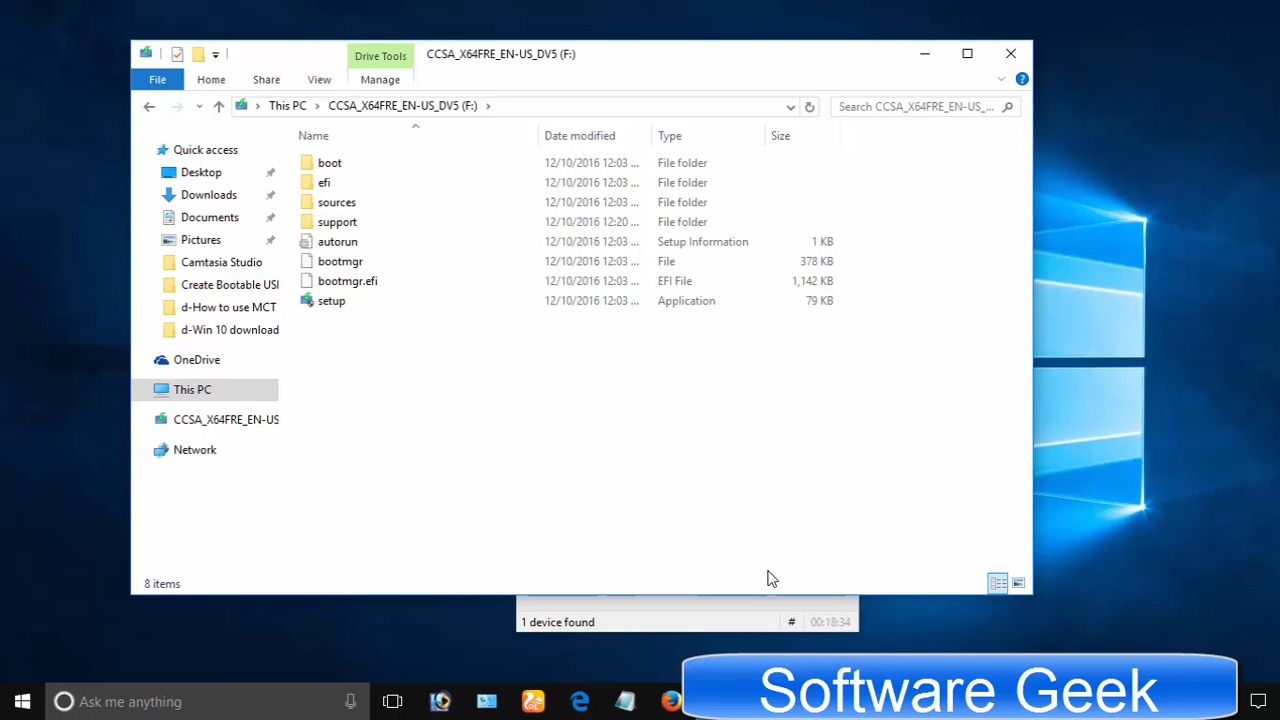 Drive Tools CCSA_X64FRE_EN-US_DV5 (F:)
File Home Share View Manage
This PC CCSA_X64FRE_EN-US_DV5 (F:) Search CCSA_X64FRE_EN-US_...
Name Date modified Type Size
Quick access
Desktop
Downloads
Documents
Pictures
Camtasia Studio
Create Bootable USI
d-How to use MCT
d-Win 10 download
OneDrive
This PC
CCSA_X64FRE_EN-US
Network
boot 12/10/2016 12:03 ... File folder
efi 12/10/2016 12:03 ... File folder
sources 12/10/2016 12:03 ... File folder
support 12/10/2016 12:20 ... File folder
autorun 12/10/2016 12:03 ... Setup Information 1 KB
bootmgr 12/10/2016 12:03 ... File 378 KB
bootmgr.efi 12/10/2016 12:03 ... EFI File 1,142 KB
setup 12/10/2016 12:03 ... Application 79 KB
8 items
1 device found # 00:18:34
Software Geek
Ask me anything